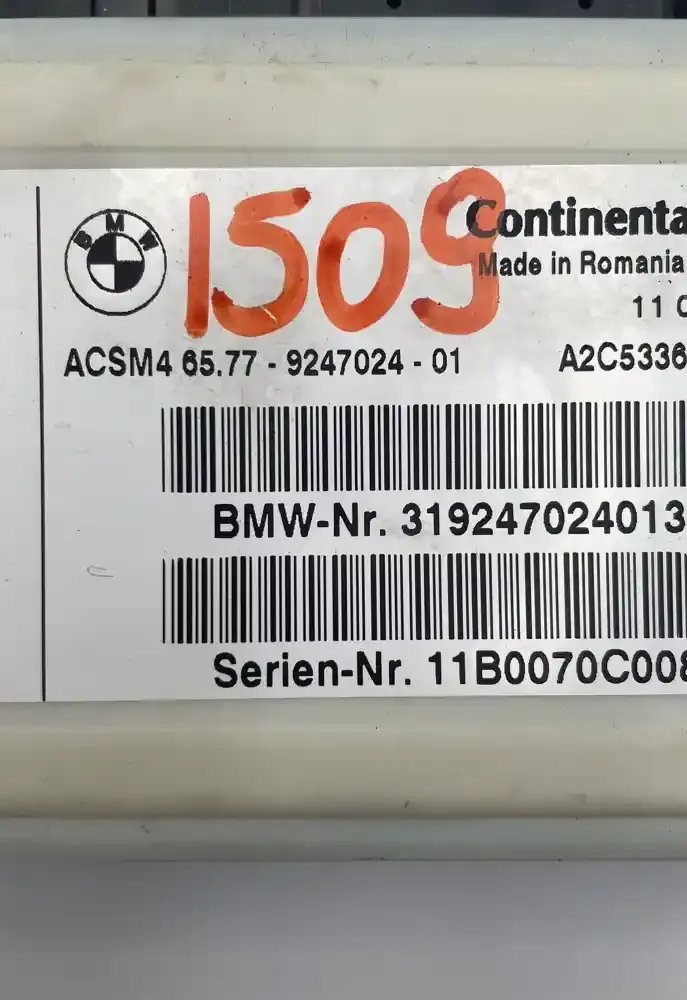 BMW
1509
Continenta
Made in Romania
11 0
ACSM4 65.77 - 9247024 - 01
A2C5336
BMW-Nr. 319247024013
Serien-Nr. 11B0070C008